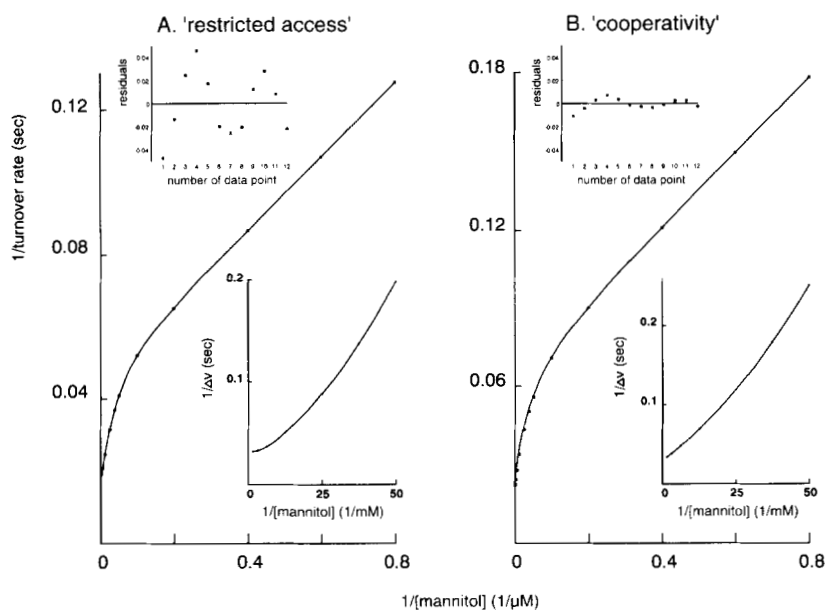 A. 'restricted access'
residuals
0.04
0.02
0
-0.02
0.04
1 2 3 4 5 6 7 8 9 10 11 12
number of data point
1/turnover rate (sec)
0.12
0.08
0.04
0.2
0.1
1/Δv (sec)
0 25 50
1/[mannitol] (1/mM)
0 0.4 0.8
B. 'cooperativity'
residuals
0.04
0.02
0
-0.02
0.04
1 2 3 4 5 6 7 8 9 10 11 12
number of data point
0.18
0.12
0.06
0.00
0.2
0.1
1/Δv (sec)
0 25 50
1/[mannitol] (1/mM)
0 0.4 0.8
1/[mannitol] (1/µM)